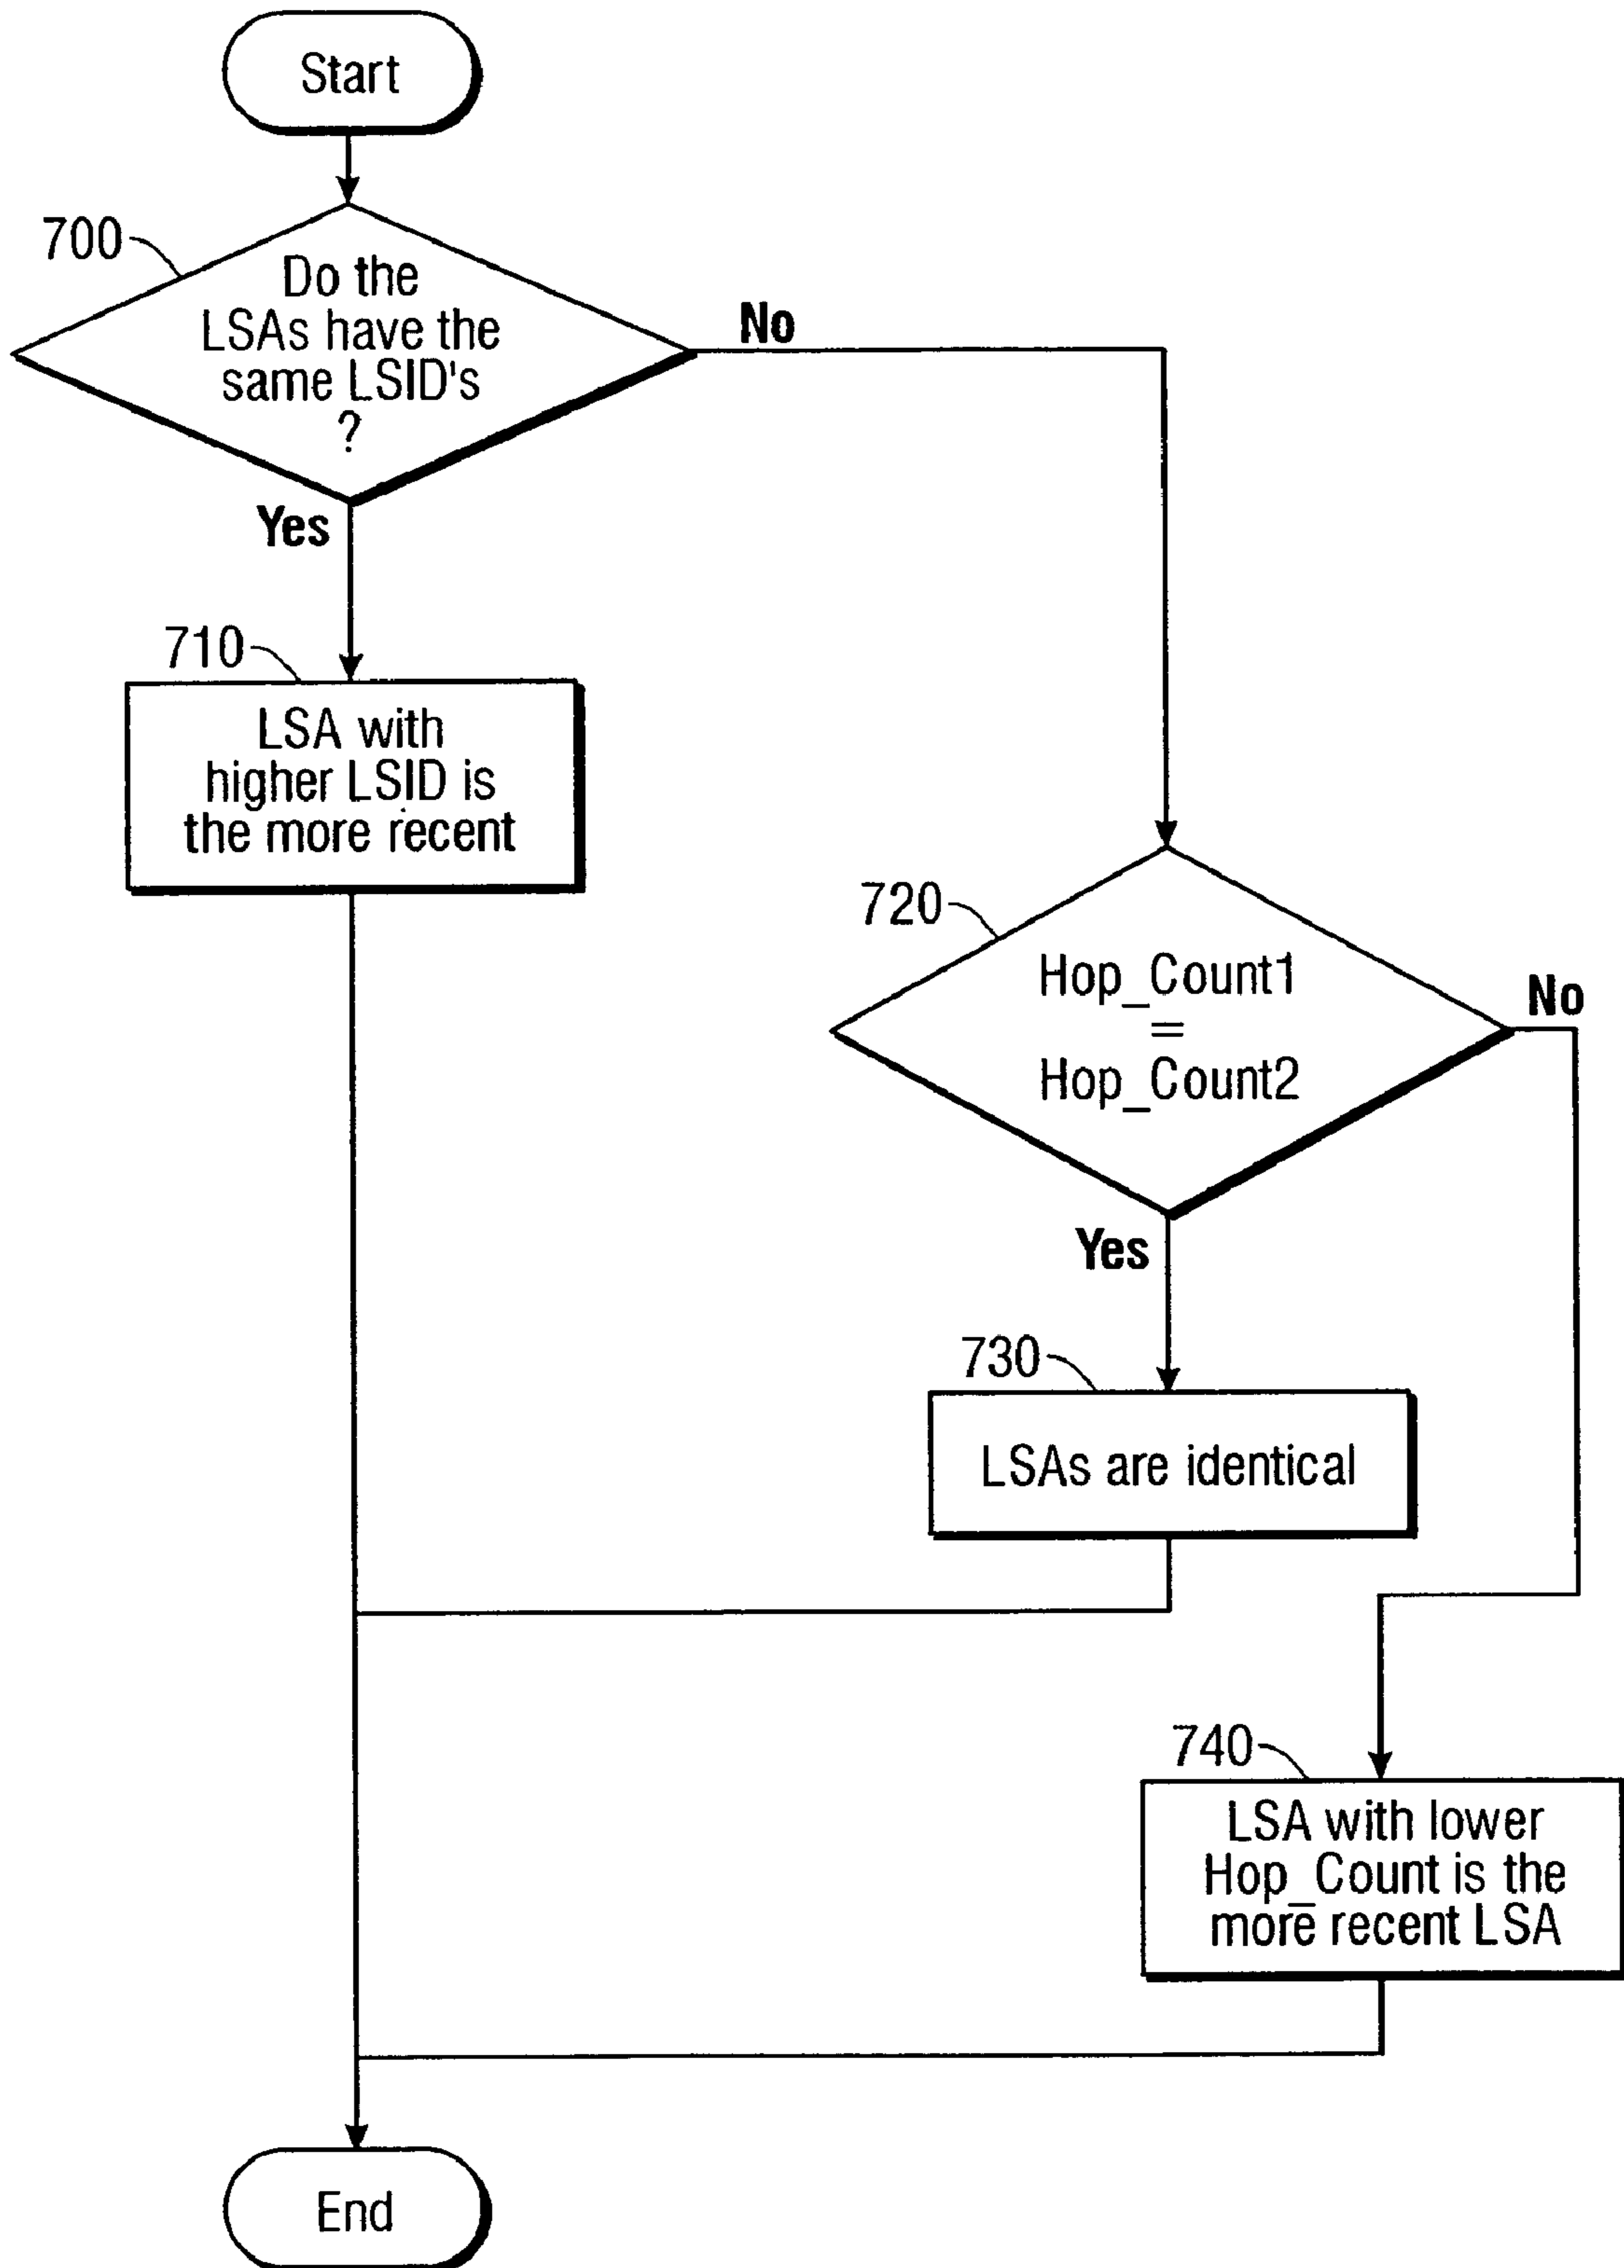 Start
700
Do the
LSAs have the
same LSID's
?
No
Yes
710
LSA with
higher LSID is
the more recent
720
Hop_Count1
=
Hop_Count2
No
Yes
730
LSAs are identical
740
LSA with lower
Hop_Count is the
more recent LSA
End